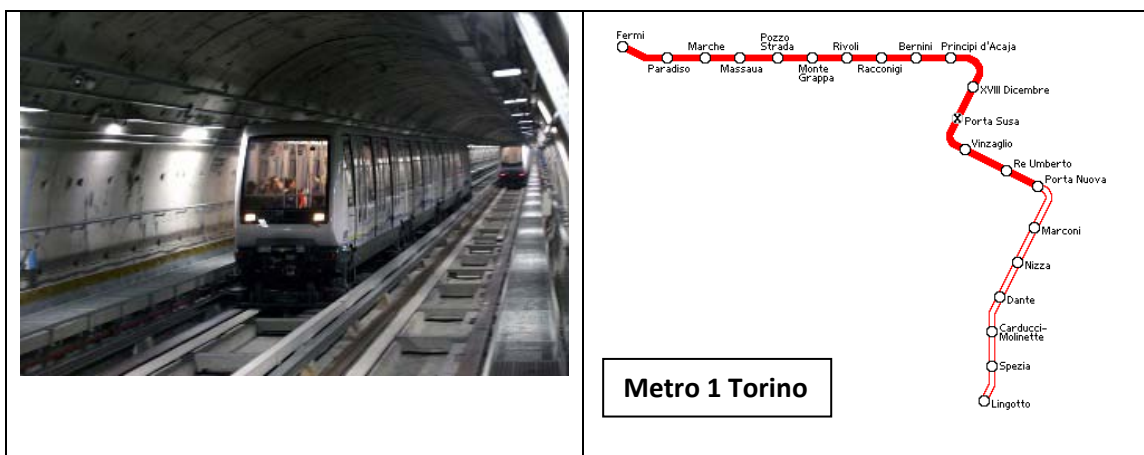 Fermi
Paradiso
Marche
Massaua
Pozzo
Strada
Monte
Grappa
Rivoli
Racconigi
Bernini
Principi d'Acaja
XVIII Dicembre
X Porta Susa
Vinzaglio
Re Umberto
Porta Nuova
Marconi
Nizza
Dante
Carducci-
Molinette
Spezia
Lingotto
Metro 1 Torino